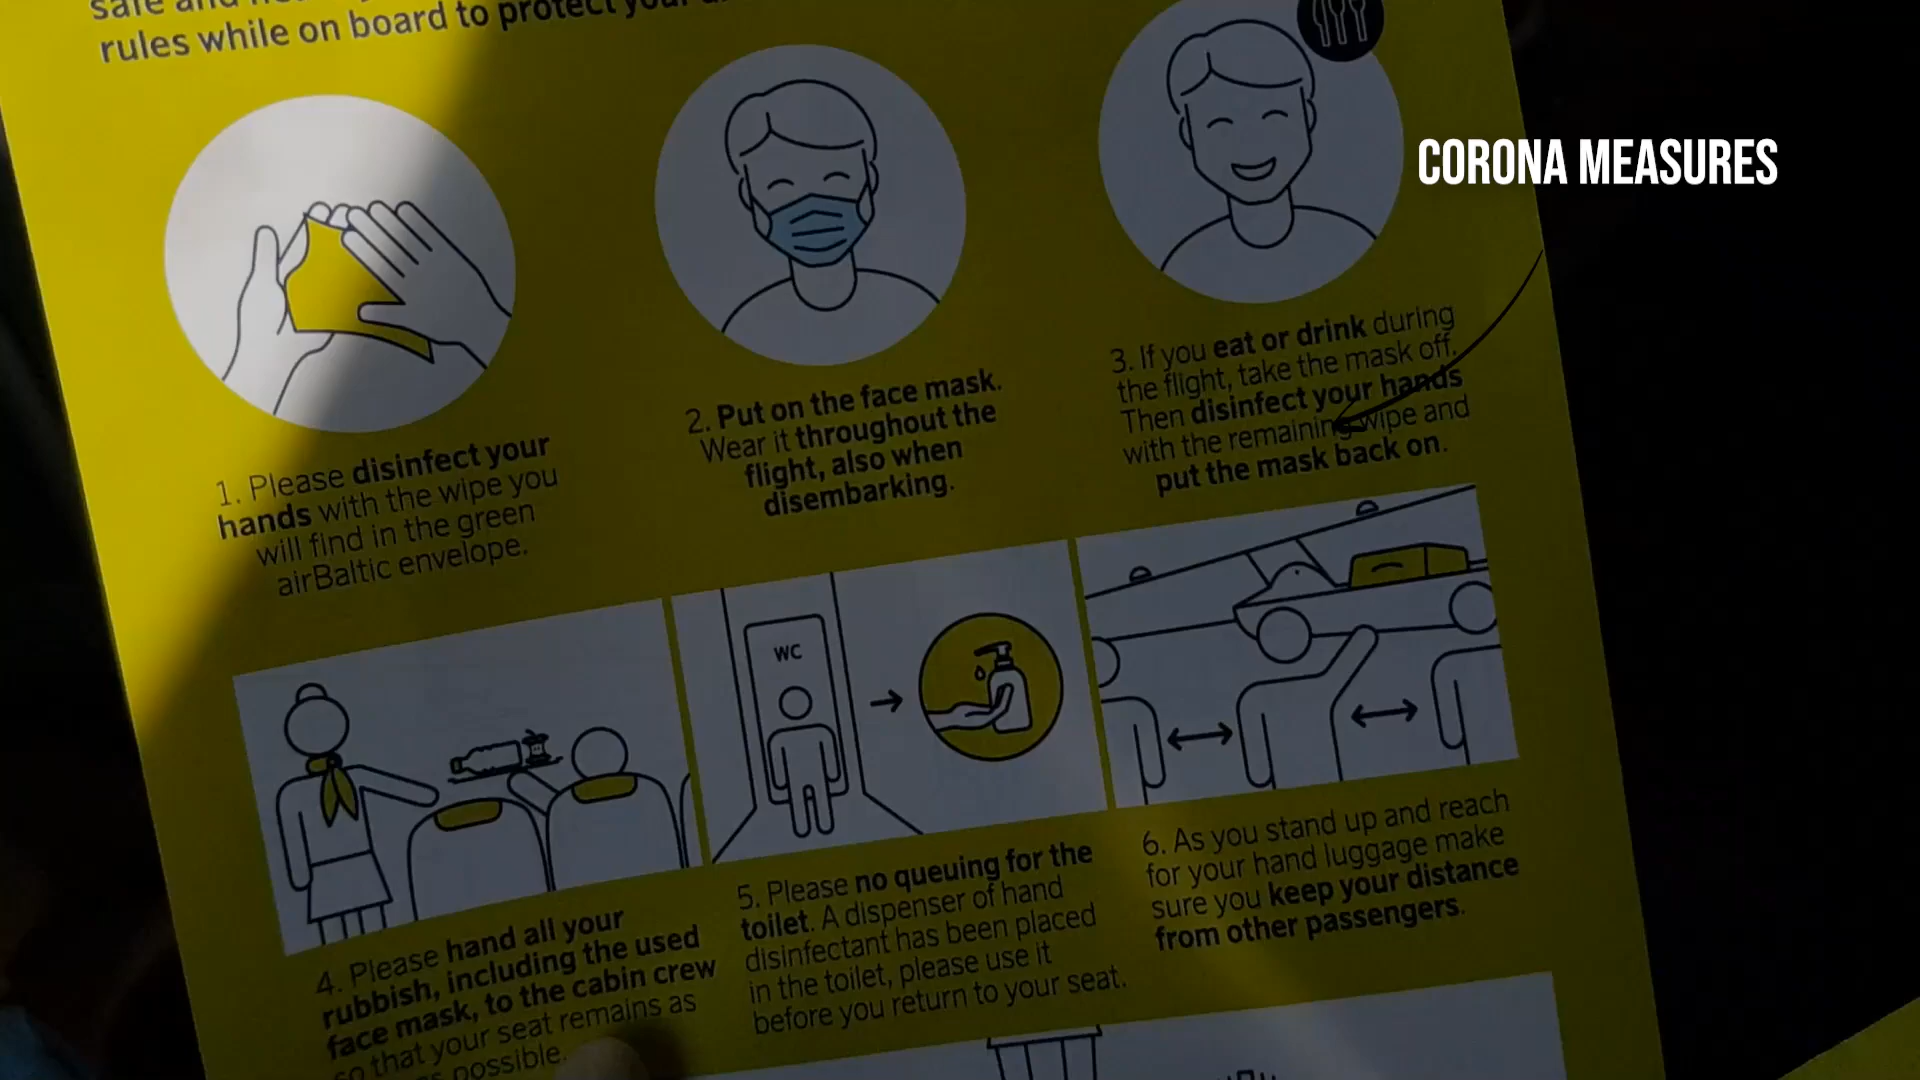 safe and
rules while on board to protect your
CORONA MEASURES
1. Please disinfect your
hands with the wipe you
will find in the green
airBaltic envelope.
2. Put on the face mask.
Wear it throughout the
flight, also when
disembarking.
3. If you eat or drink during
the flight, take the mask off.
Then disinfect your hands
with the remaining wipe and
put the mask back on.
WC
4. Please hand all your
rubbish, including the used
face mask, to the cabin crew
so that your seat remains as
possible.
5. Please no queuing for the
toilet. A dispenser of hand
disinfectant has been placed
in the toilet, please use it
before you return to your seat.
6. As you stand up and reach
for your hand luggage make
sure you keep your distance
from other passengers.